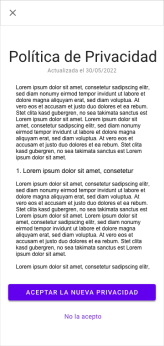 Política de Privacidad
Actualizada el 30/05/2022
Lorem ipsum dolor sit amet, consetetur sadipscing elitr,
sed diam nonumy eirmod tempor invidunt ut labore et
dolore magna aliquyam erat, sed diam voluptua. At
vero eos et accusam et justo duo dolores et ea rebum.
Stet clita kasd gubergren, no sea takimata sanctus est
Lorem ipsum dolor sit amet. Lorem ipsum dolor sit
amet, consetetur sadipscing elitr, sed diam nonumy
eirmod tempor invidunt ut labore et dolore magna
aliquyam erat, sed diam voluptua. At vero eos et
accusam et justo duo dolores et ea rebum. Stet clita
kasd gubergren, no sea takimata sanctus est Lorem
ipsum dolor sit amet.
1. Lorem ipsum dolor sit amet, consetetur
Lorem ipsum dolor sit amet, consetetur sadipscing elitr,
sed diam nonumy eirmod tempor invidunt ut labore et
dolore magna aliquyam erat, sed diam voluptua. At
vero eos et accusam et justo duo dolores et ea rebum.
Stet clita kasd gubergren, no sea takimata sanctus est
Lorem ipsum dolor sit amet. Lorem ipsum dolor sit
amet, consetetur sadipscing elitr, sed diam nonumy
eirmod tempor invidunt ut labore et dolore magna
aliquyam erat, sed diam voluptua. At vero eos et
accusam et justo duo dolores et ea rebum. Stet clita
kasd gubergren, no sea takimata sanctus est Lorem
ipsum dolor sit amet.
Lorem ipsum dolor sit amet, consetetur sadipscing elitr,
ACEPTAR LA NUEVA PRIVACIDAD
No la acepto